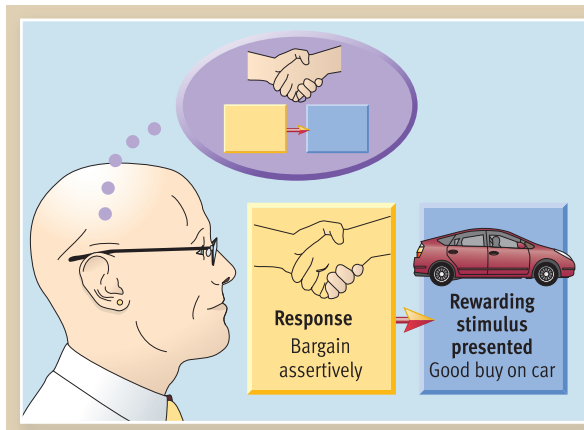 Response
Bargain
assertively
Rewarding
stimulus
presented
Good buy on car